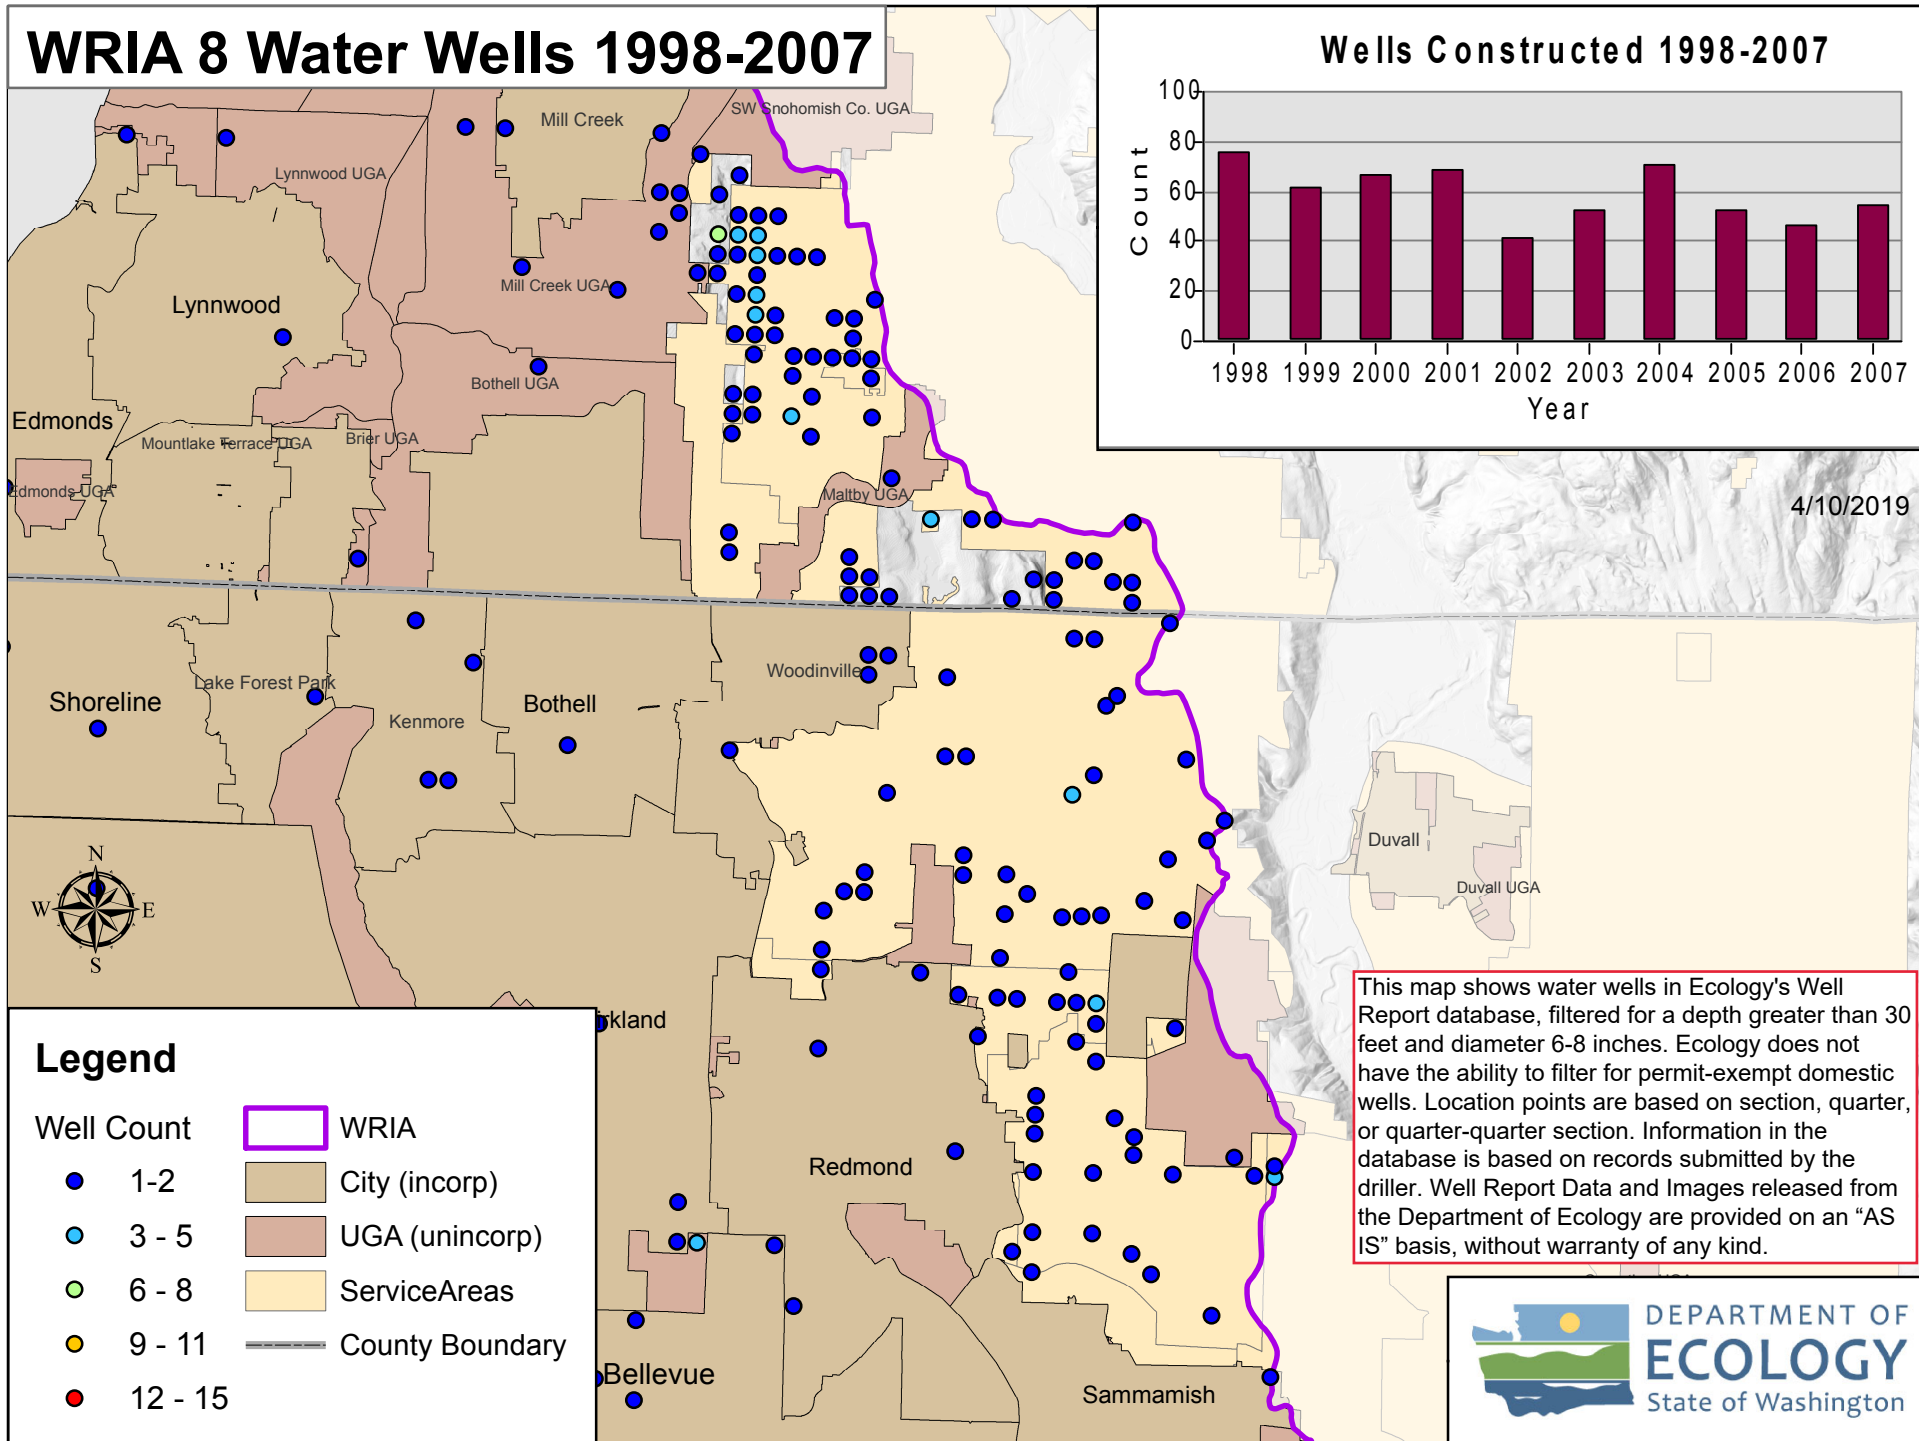 WRIA 8 Water Wells 1998-2007
Wells Constructed 1998-2007
100
80
60
40
20
0
Count
1998 1999 2000 2001 2002 2003 2004 2005 2006 2007
Year
4/10/2019
SW Snohomish Co. UGA
Mill Creek
Lynnwood UGA
Mill Creek UGA
Lynnwood
Bothell UGA
Edmonds
Mountlake Terrace UGA
Brier UGA
Edmonds UGA
Maltby UGA
Woodinville
Lake Forest Park
Shoreline
Kenmore
Bothell
Duvall
Duvall UGA
N
W E
S
rkland
Redmond
Bellevue
Sammamish
Legend
Well Count
1-2
3 - 5
6 - 8
9 - 11
12 - 15
WRIA
City (incorp)
UGA (unincorp)
ServiceAreas
County Boundary
This map shows water wells in Ecology's Well
Report database, filtered for a depth greater than 30
feet and diameter 6-8 inches. Ecology does not
have the ability to filter for permit-exempt domestic
wells. Location points are based on section, quarter,
or quarter-quarter section. Information in the
database is based on records submitted by the
driller. Well Report Data and Images released from
the Department of Ecology are provided on an “AS
IS” basis, without warranty of any kind.
DEPARTMENT OF
ECOLOGY
State of Washington